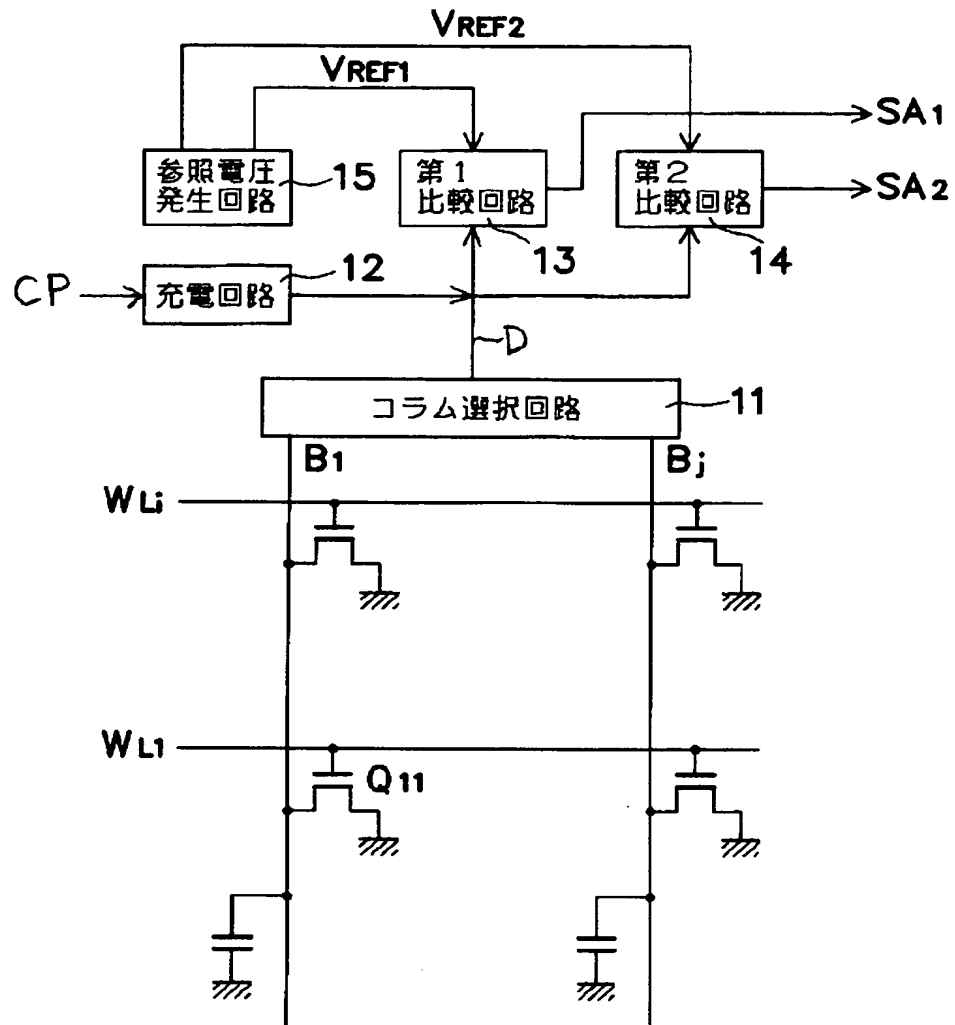 VREF2
VREF1
SA1
参照電圧
発生回路
15
第1
比較回路
13
第2
比較回路
14
SA2
CP
充電回路
12
D
コラム選択回路
11
B1
Bj
WLi
WL1
Q11